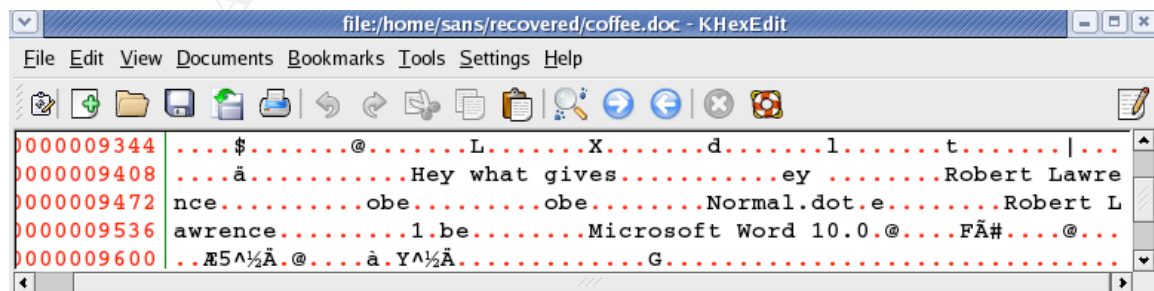 file:/home/sans/recovered/coffee.doc - KHexEdit
File Edit View Documents Bookmarks Tools Settings Help
0000009344 ....$.......@.......L.......X.......d.......l.......t.......|...
0000009408 ....ä...........Hey what gives............ey ........Robert Lawre
0000009472 nce..........obe.........obe........Normal.dot.e........Robert L
0000009536 awrence.........1.be........Microsoft Word 10.0.@....FÃ#....@...
0000009600 ..Æ5^½Ä.@....à.Y^½Ä.............G...............................